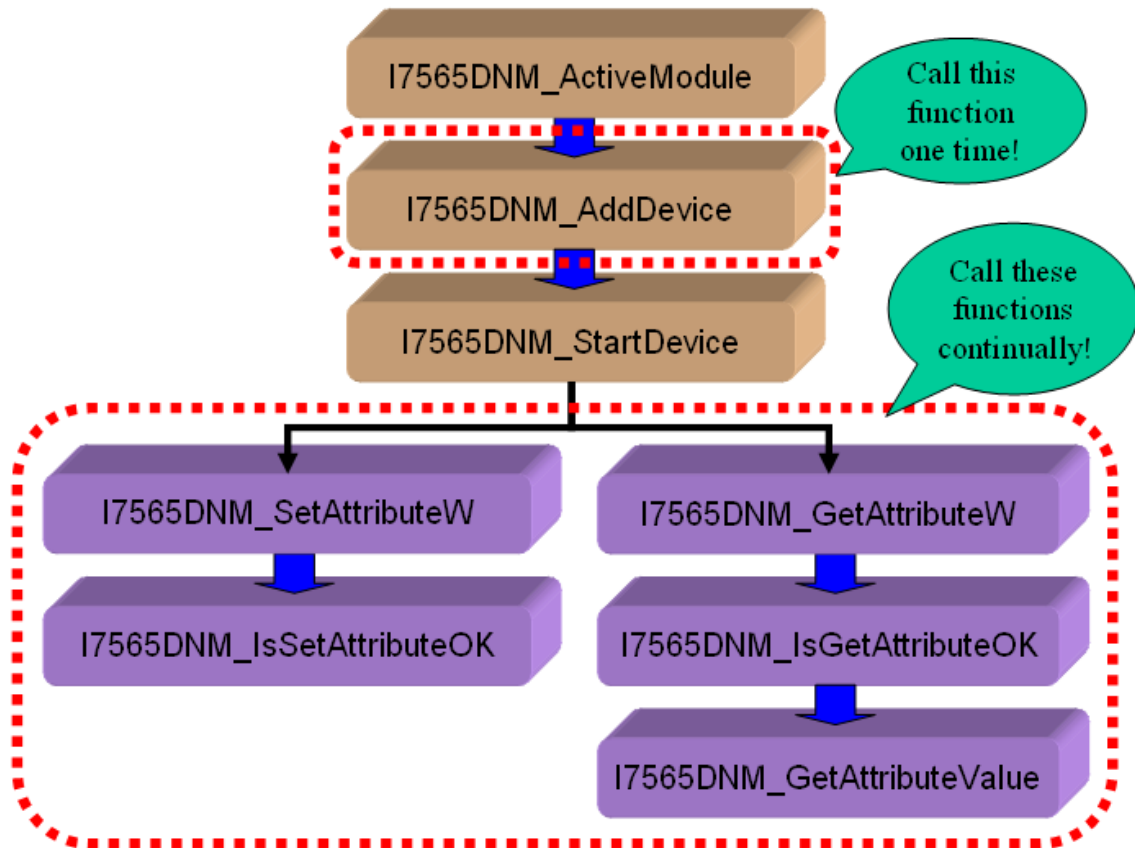 I7565DNM_ActiveModule
Call this
function
one time!
I7565DNM_AddDevice
I7565DNM_StartDevice
Call these
functions
continually!
I7565DNM_SetAttributeW
I7565DNM_GetAttributeW
I7565DNM_IsSetAttributeOK
I7565DNM_IsGetAttributeOK
I7565DNM_GetAttributeValue